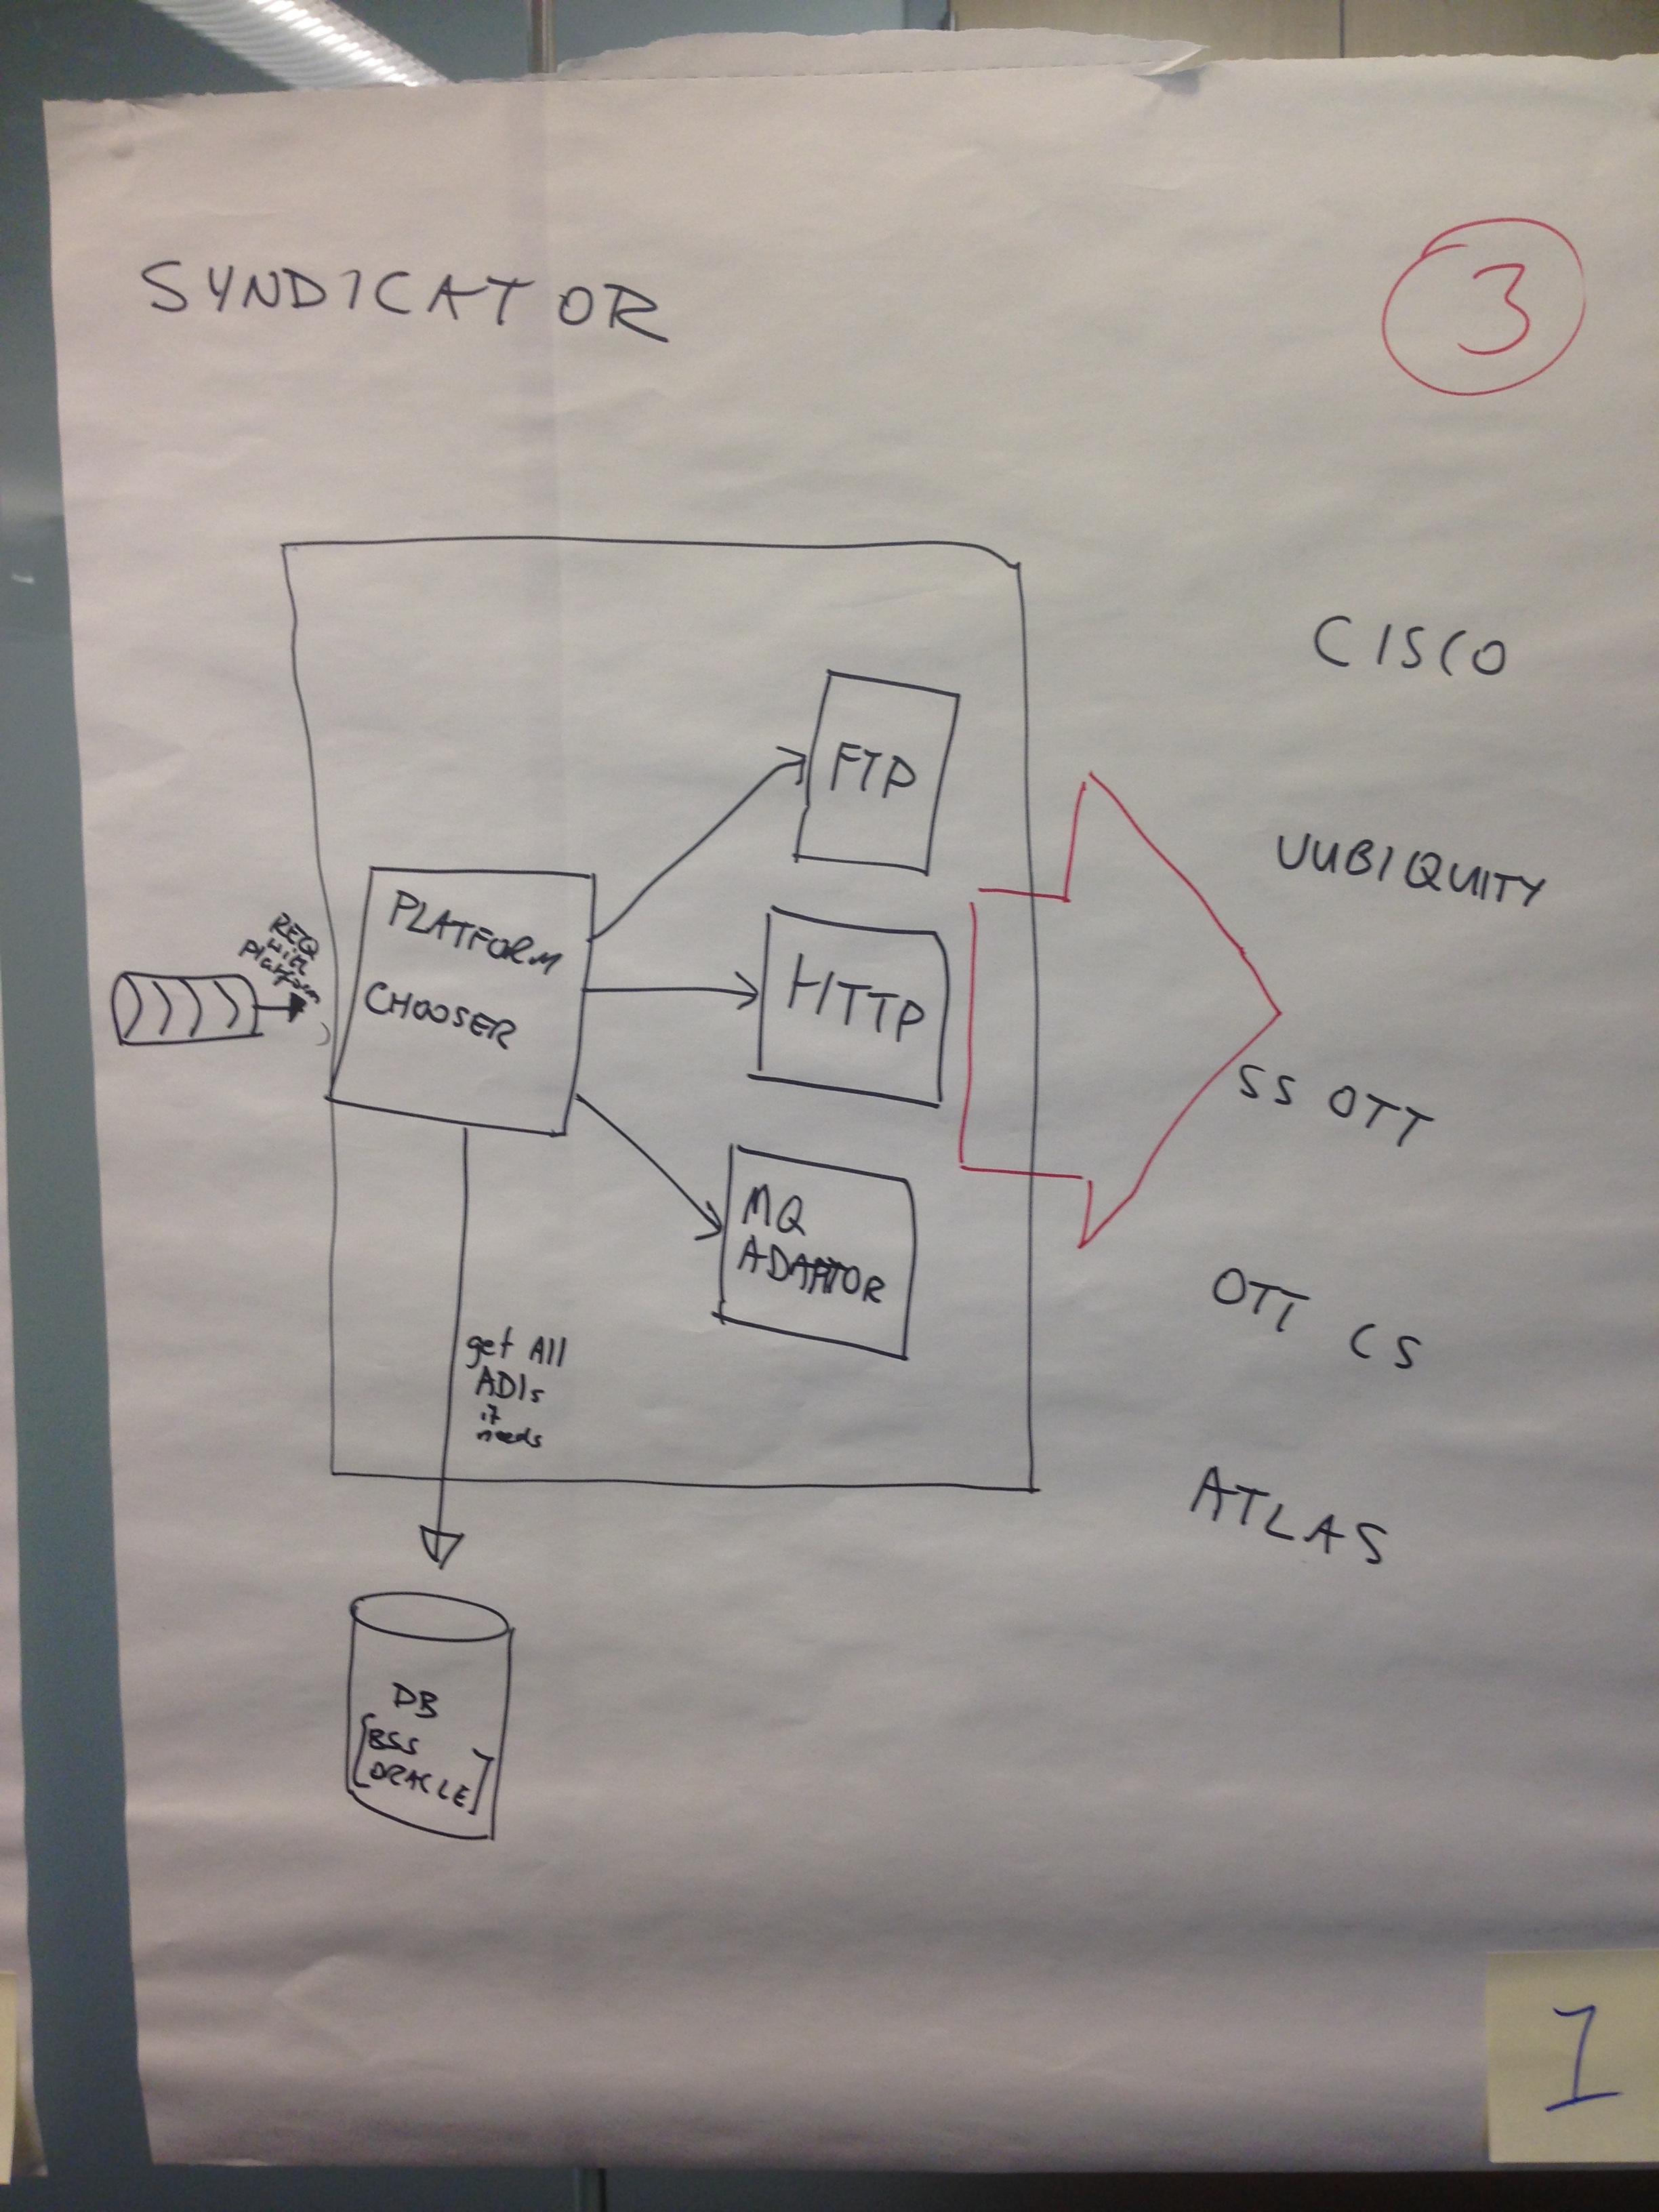 SYNDICATOR
3
CISCO
FTP
UUBIQUITY
PLATFORM
CHOOSER
REQ
with
Platform
HTTP
SS OTT
MQ
ADAPTOR
OTT CS
get All
ADIs
it
needs
ATLAS
DB
[BSS
ORACLE]
1